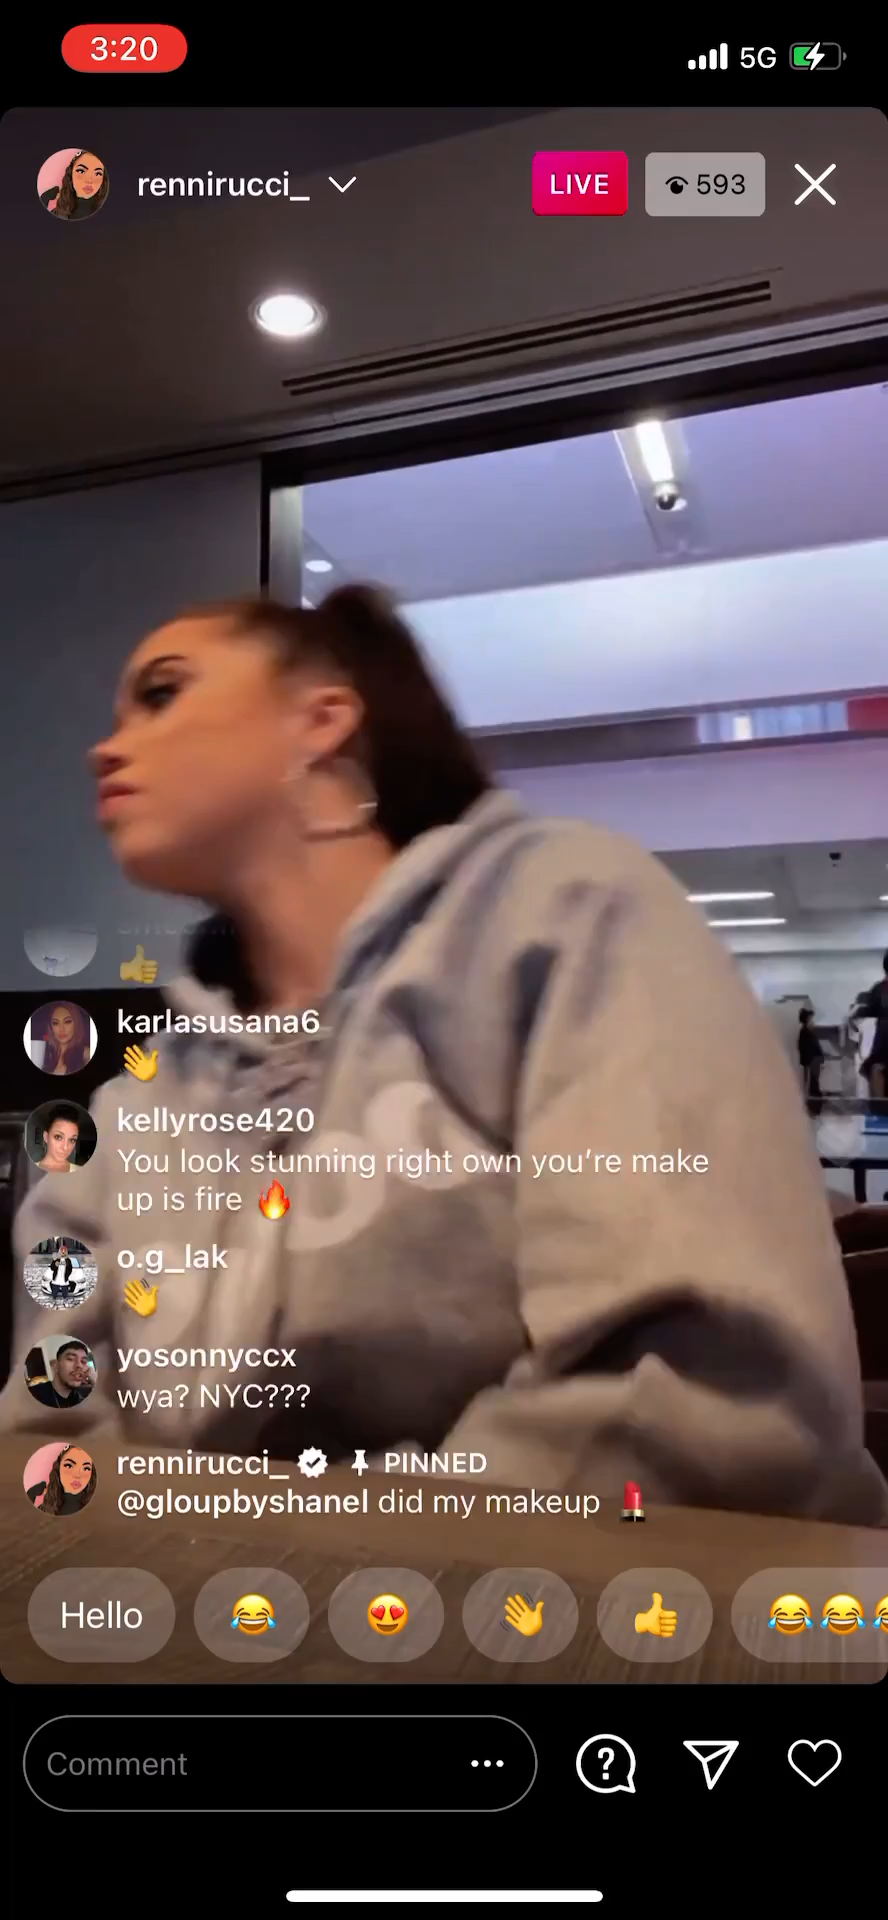 3:20
5G
rennirucci_
LIVE
593
karlasusana6
👋
kellyrose420
You look stunning right own you’re make
up is fire 🔥
o.g_lak
👋
yosonnyccx
wya? NYC???
rennirucci_ PINNED
@gloupbyshanel did my makeup 💄
Hello
Comment